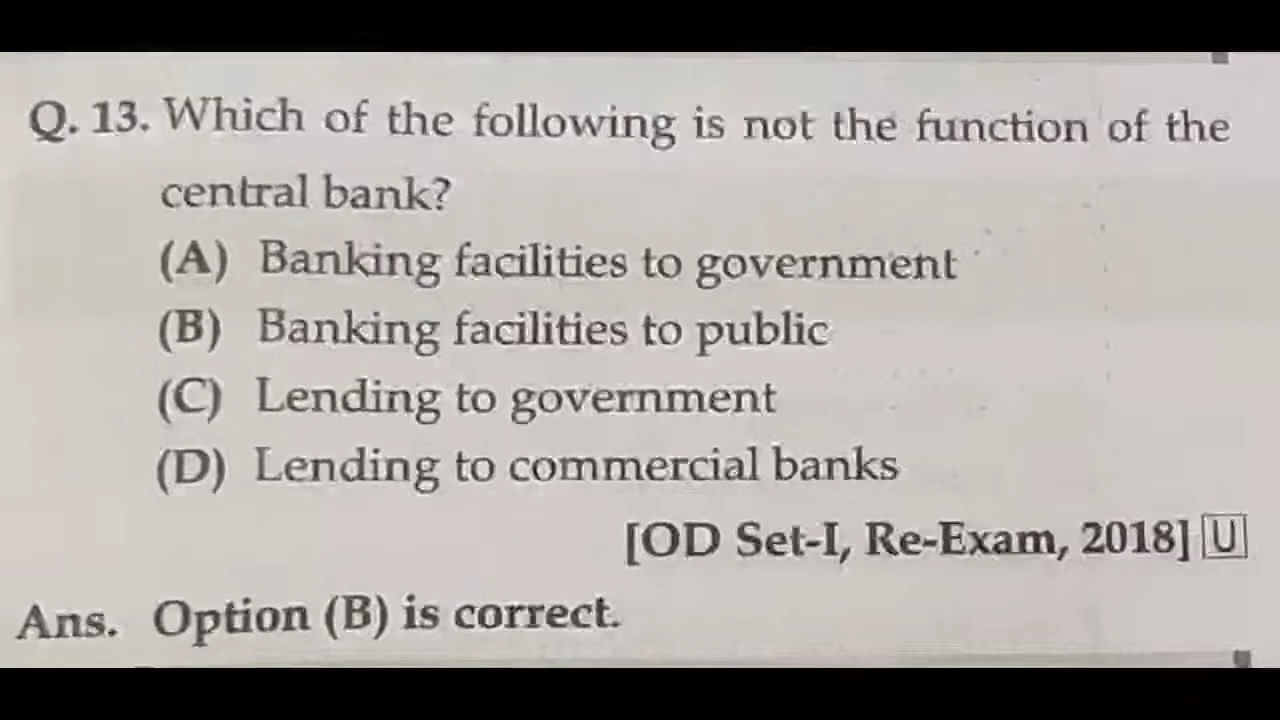 Q. 13. Which of the following is not the function of the
central bank?
(A) Banking facilities to government
(B) Banking facilities to public
(C) Lending to government
(D) Lending to commercial banks
[OD Set-I, Re-Exam, 2018] U
Ans. Option (B) is correct.